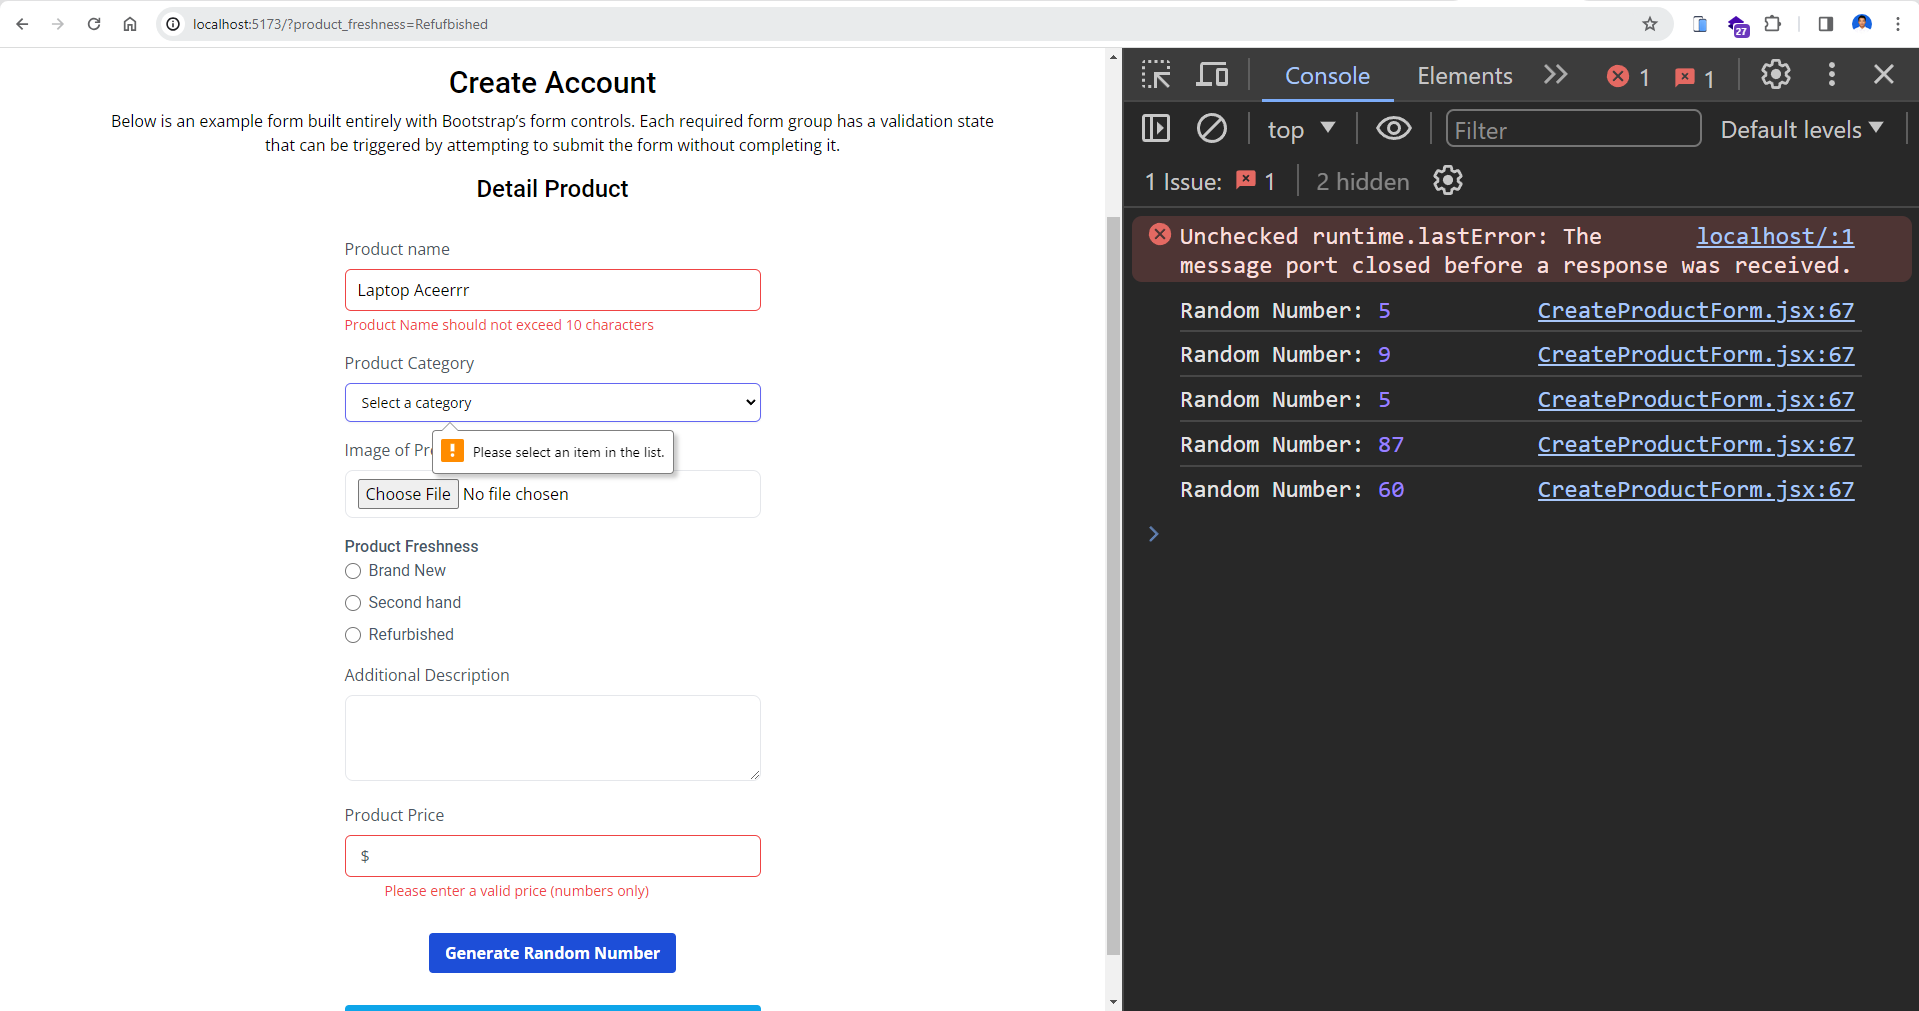 localhost:5173/?product_freshness=Refufbished
27
Create Account
Below is an example form built entirely with Bootstrap’s form controls. Each required form group has a validation state
that can be triggered by attempting to submit the form without completing it.
Detail Product
Product name
Laptop Aceerrr
Product Name should not exceed 10 characters
Product Category
Select a category
Image of Pr
Please select an item in the list.
Choose File No file chosen
Product Freshness
Brand New
Second hand
Refurbished
Additional Description
Product Price
$
Please enter a valid price (numbers only)
Generate Random Number
Console Elements 1 1
top Filter Default levels
1 Issue: 1 2 hidden
Unchecked runtime.lastError: The localhost/:1
message port closed before a response was received.
Random Number: 5 CreateProductForm.jsx:67
Random Number: 9 CreateProductForm.jsx:67
Random Number: 5 CreateProductForm.jsx:67
Random Number: 87 CreateProductForm.jsx:67
Random Number: 60 CreateProductForm.jsx:67